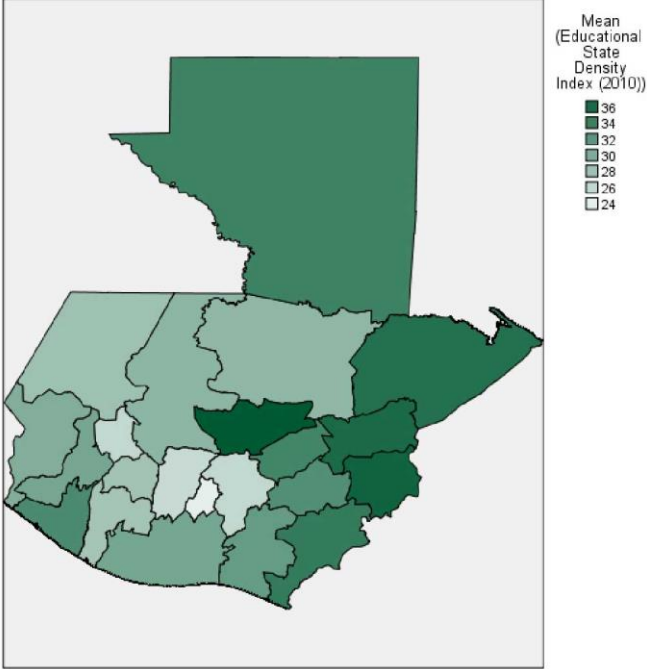 Mean
(Educational
State
Density
Index (2010))
36
34
32
30
28
26
24